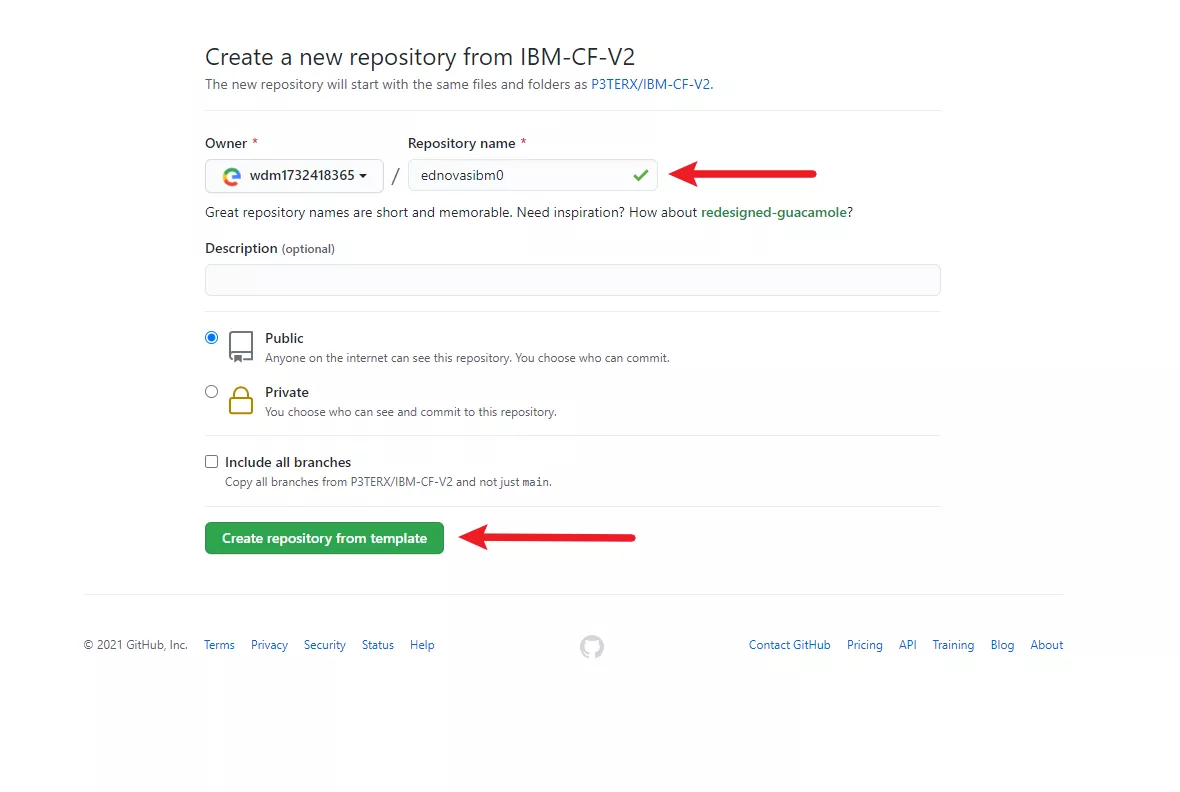 Create a new repository from IBM-CF-V2
The new repository will start with the same files and folders as P3TERX/IBM-CF-V2.
Owner * Repository name *
wdm1732418365 / ednovasibm0
Great repository names are short and memorable. Need inspiration? How about redesigned-guacamole?
Description (optional)
Public
Anyone on the internet can see this repository. You choose who can commit.
Private
You choose who can see and commit to this repository.
Include all branches
Copy all branches from P3TERX/IBM-CF-V2 and not just main.
Create repository from template
© 2021 GitHub, Inc. Terms Privacy Security Status Help Contact GitHub Pricing API Training Blog About